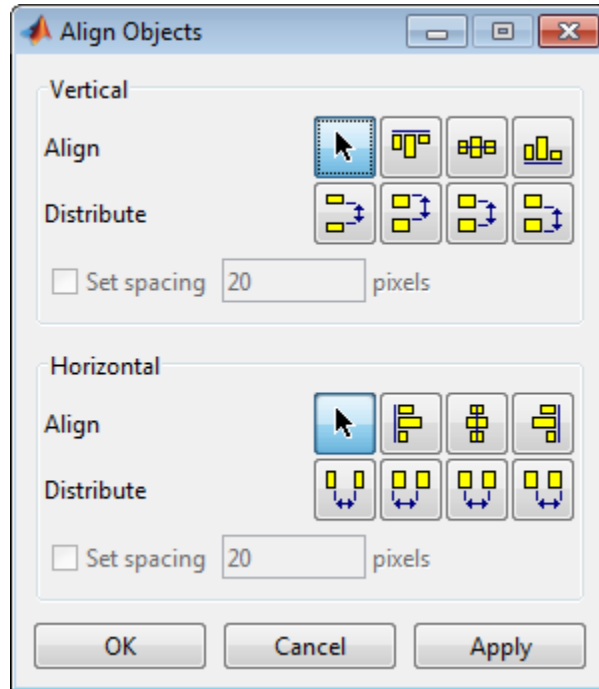 Align Objects
Vertical
Align
Distribute
Set spacing 20 pixels
Horizontal
Align
Distribute
Set spacing 20 pixels
OK Cancel Apply